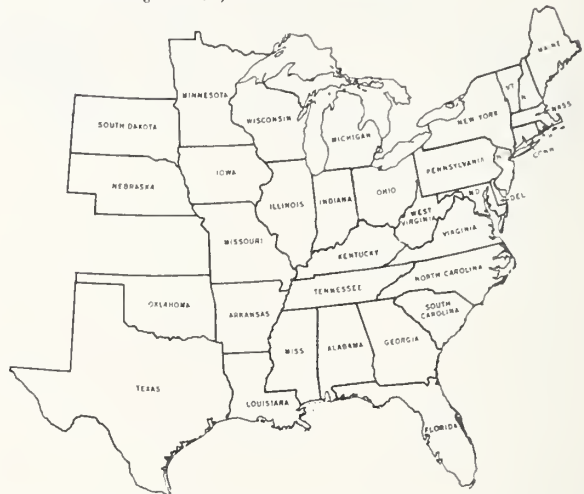 MAINE
MINNESOTA
VT
N
MASS
WISCONSIN
SOUTH DAKOTA
NEW YORK
MICHIGAN
CONN
IOWA
PENNSYLVANIA
N
NEBRASKA
OHIO
MD
DEL
ILLINOIS
INDIANA
WEST
VIRGINIA
VIRGINIA
MISSOURI
KENTUCKY
NORTH CAROLINA
TENNESSEE
OKLAHOMA
ARKANSAS
SOUTH
CAROLINA
MISS
ALABAMA
GEORGIA
TEXAS
LOUISIANA
FLORIDA